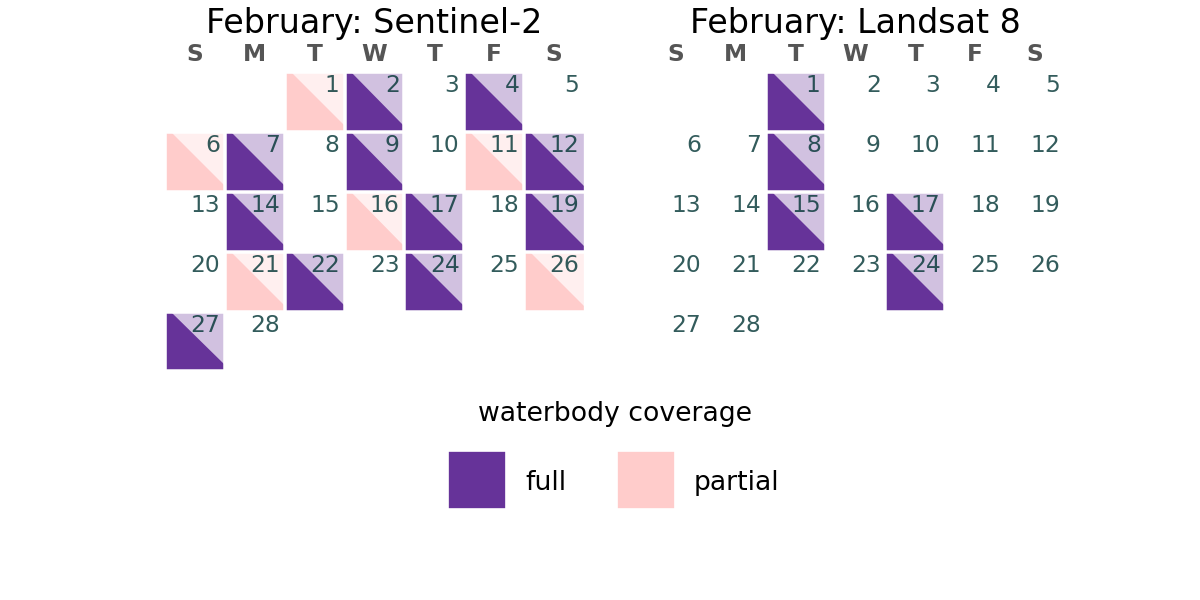 February: Sentinel-2
S M T W T F S
1 2 3 4 5
6 7 8 9 10 11 12
13 14 15 16 17 18 19
20 21 22 23 24 25 26
27 28
February: Landsat 8
S M T W T F S
1 2 3 4 5
6 7 8 9 10 11 12
13 14 15 16 17 18 19
20 21 22 23 24 25 26
27 28
waterbody coverage
full
partial